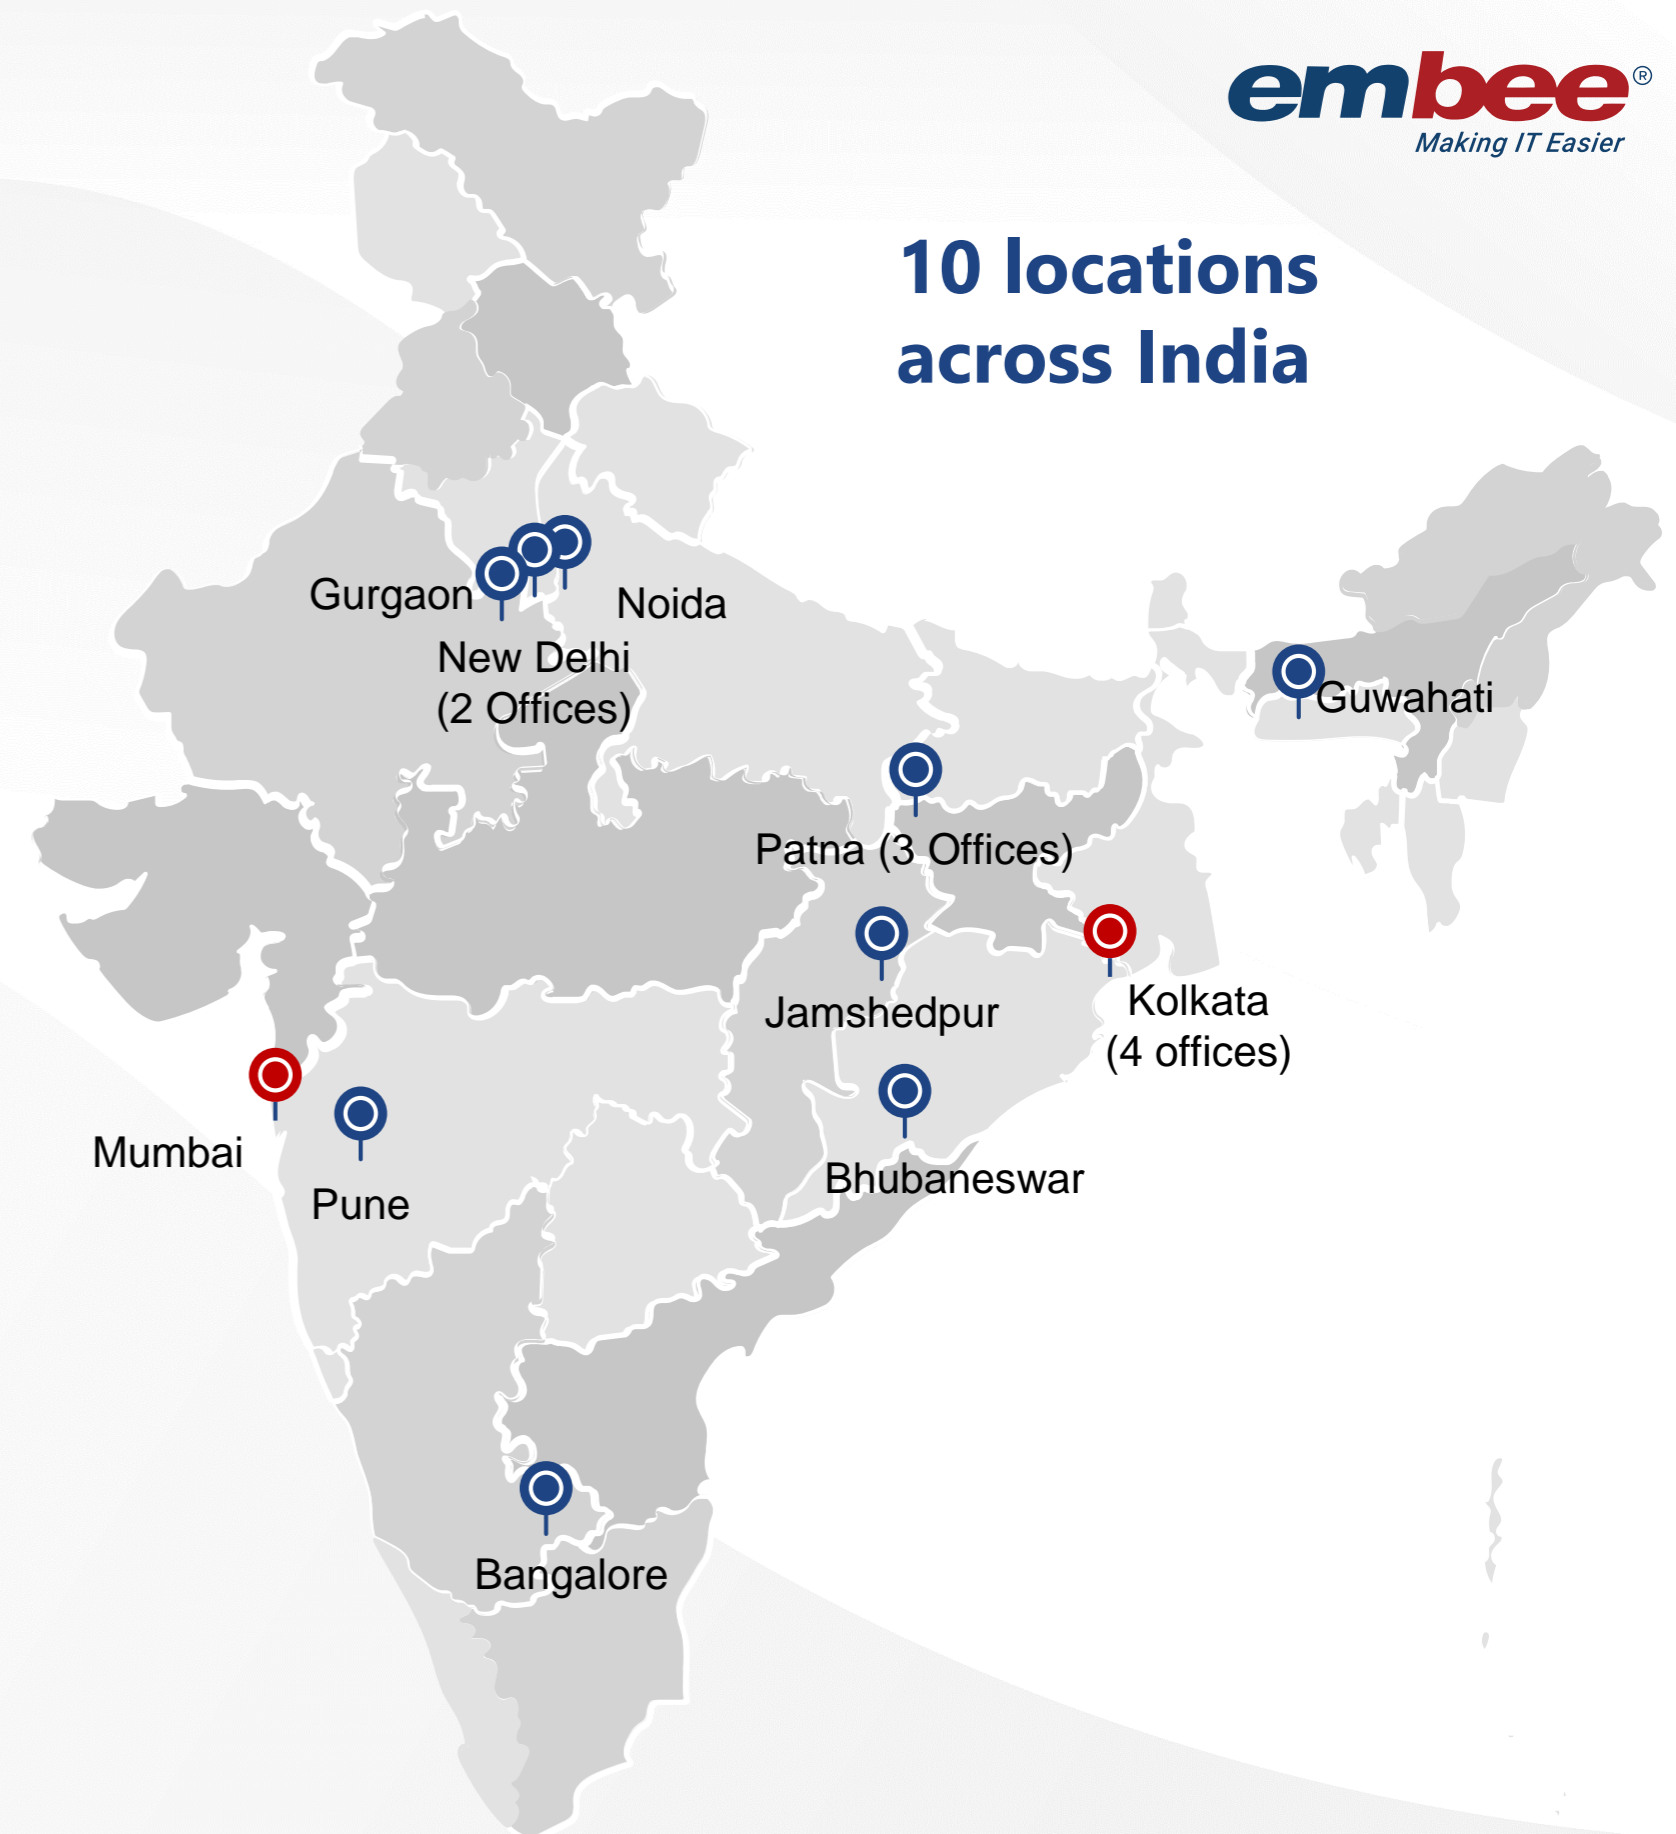 embee®
Making IT Easier
10 locations
across India
Gurgaon
Noida
New Delhi
(2 Offices)
Guwahati
Patna (3 Offices)
Jamshedpur
Kolkata
(4 offices)
Mumbai
Pune
Bhubaneswar
Bangalore